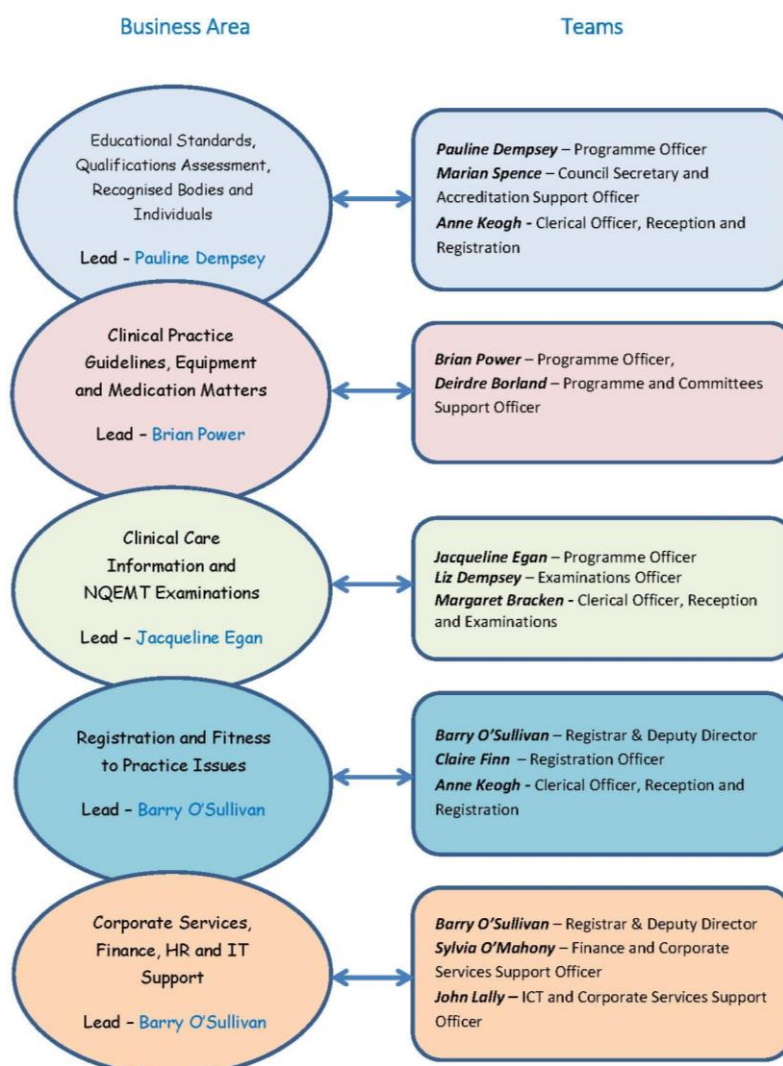 Business Area
Teams
Educational Standards,
Qualifications Assessment,
Recognised Bodies and
Individuals
Lead - Pauline Dempsey
Pauline Dempsey – Programme Officer
Marian Spence – Council Secretary and
Accreditation Support Officer
Anne Keogh - Clerical Officer, Reception and
Registration
Clinical Practice
Guidelines, Equipment
and Medication Matters
Lead – Brian Power
Brian Power – Programme Officer,
Deirdre Borland – Programme and Committees
Support Officer
Clinical Care
Information and
NQEMT Examinations
Lead – Jacqueline Egan
Jacqueline Egan – Programme Officer
Liz Dempsey – Examinations Officer
Margaret Bracken - Clerical Officer, Reception
and Examinations
Registration and Fitness
to Practice Issues
Lead – Barry O’Sullivan
Barry O’Sullivan – Registrar & Deputy Director
Claire Finn – Registration Officer
Anne Keogh - Clerical Officer, Reception and
Registration
Corporate Services,
Finance, HR and IT
Support
Lead – Barry O’Sullivan
Barry O’Sullivan – Registrar & Deputy Director
Sylvia O’Mahony – Finance and Corporate
Services Support Officer
John Lally – ICT and Corporate Services Support
Officer